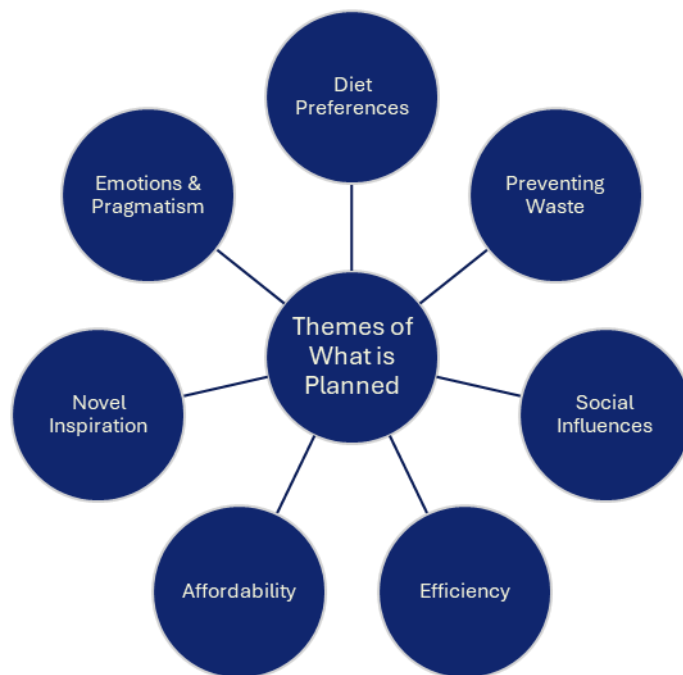 Diet
Preferences
Preventing
Waste
Social
Influences
Efficiency
Affordability
Novel
Inspiration
Emotions &
Pragmatism
Themes of
What is
Planned